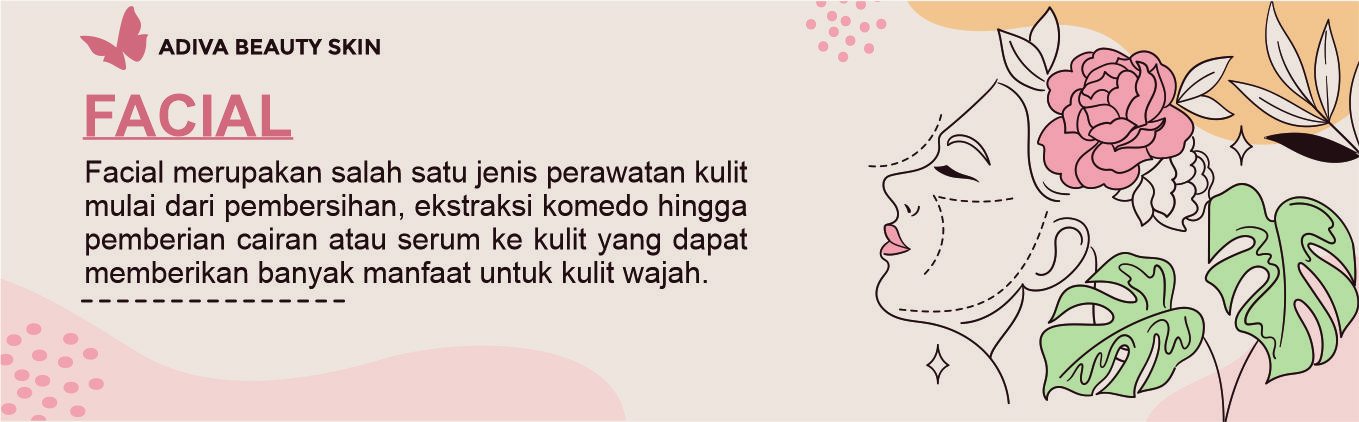 ADIVA BEAUTY SKIN
FACIAL
Facial merupakan salah satu jenis perawatan kulit
mulai dari pembersihan, ekstraksi komedo hingga
pemberian cairan atau serum ke kulit yang dapat
memberikan banyak manfaat untuk kulit wajah.